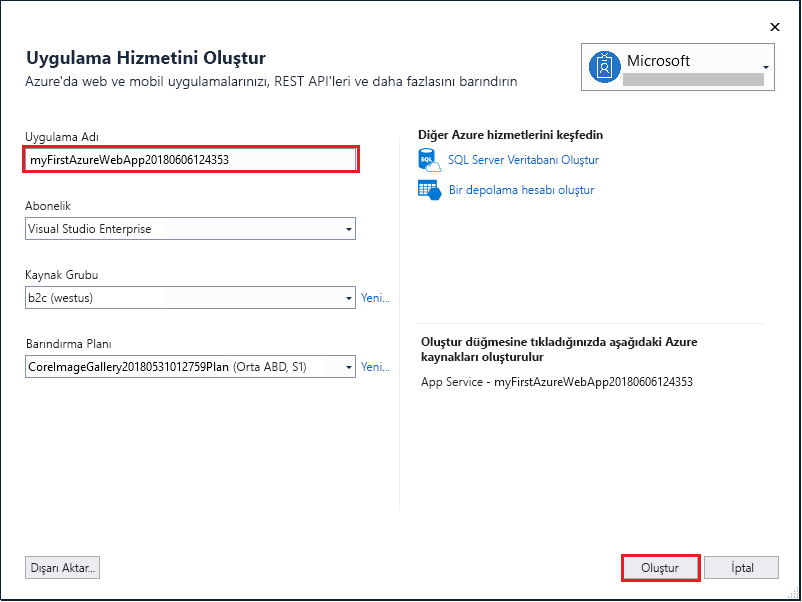 Uygulama Hizmetini Oluştur
Azure'da web ve mobil uygulamalarınızı, REST API'leri ve daha fazlasını barındırın
Microsoft
Uygulama Adı
myFirstAzureWebApp20180606124353
Abonelik
Visual Studio Enterprise
Kaynak Grubu
b2c (westus)
Yeni...
Barındırma Planı
CoreImageGallery20180531012759Plan (Orta ABD, S1)
Yeni...
Diğer Azure hizmetlerini keşfedin
SQL
SQL Server Veritabanı Oluştur
Bir depolama hesabı oluştur
Oluştur düğmesine tıkladığınızda aşağıdaki Azure
kaynakları oluşturulur
App Service - myFirstAzureWebApp20180606124353
Dışarı Aktar...
Oluştur
İptal